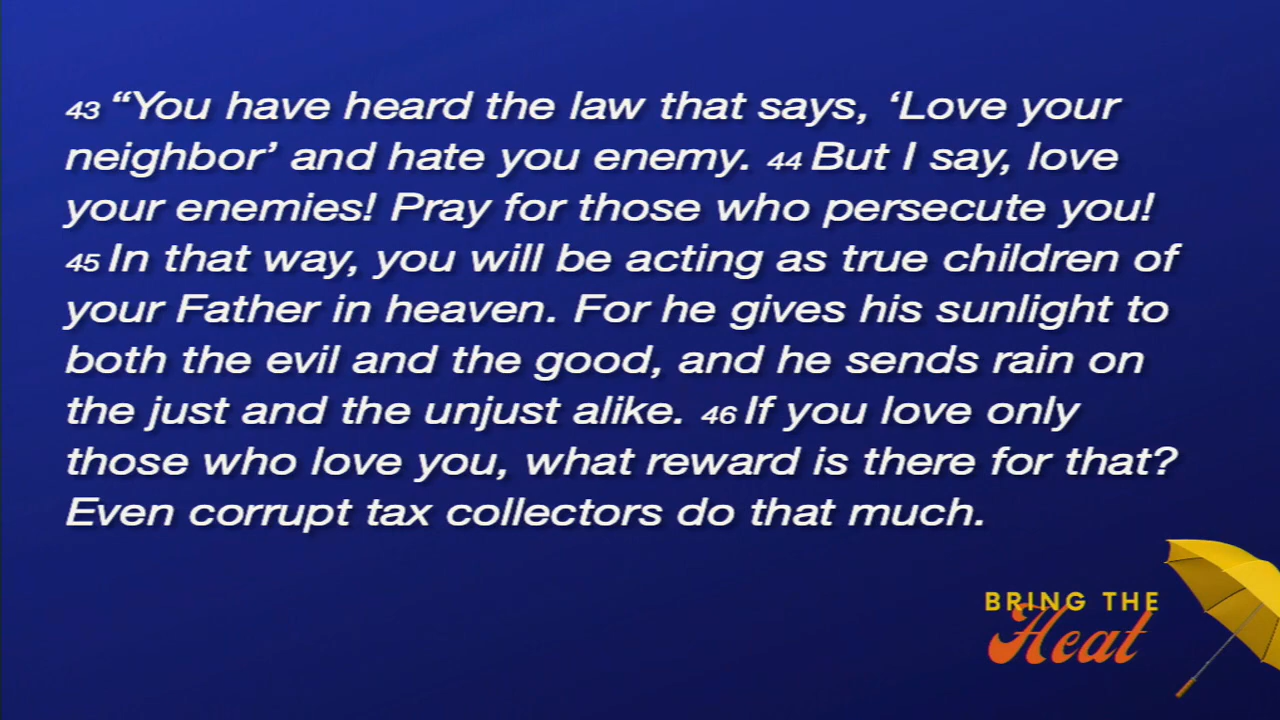 43 “You have heard the law that says, ‘Love your
neighbor’ and hate you enemy. 44 But I say, love
your enemies! Pray for those who persecute you!
45 In that way, you will be acting as true children of
your Father in heaven. For he gives his sunlight to
both the evil and the good, and he sends rain on
the just and the unjust alike. 46 If you love only
those who love you, what reward is there for that?
Even corrupt tax collectors do that much.
BRING THE
Heat